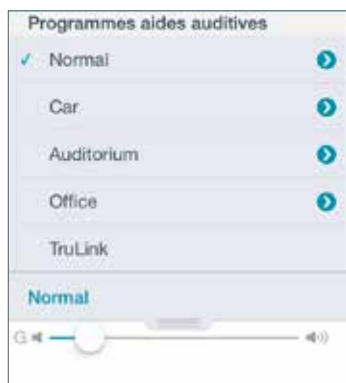 Programmes aides auditives
✓ Normal
Car
Auditorium
Office
TruLink
Normal
G